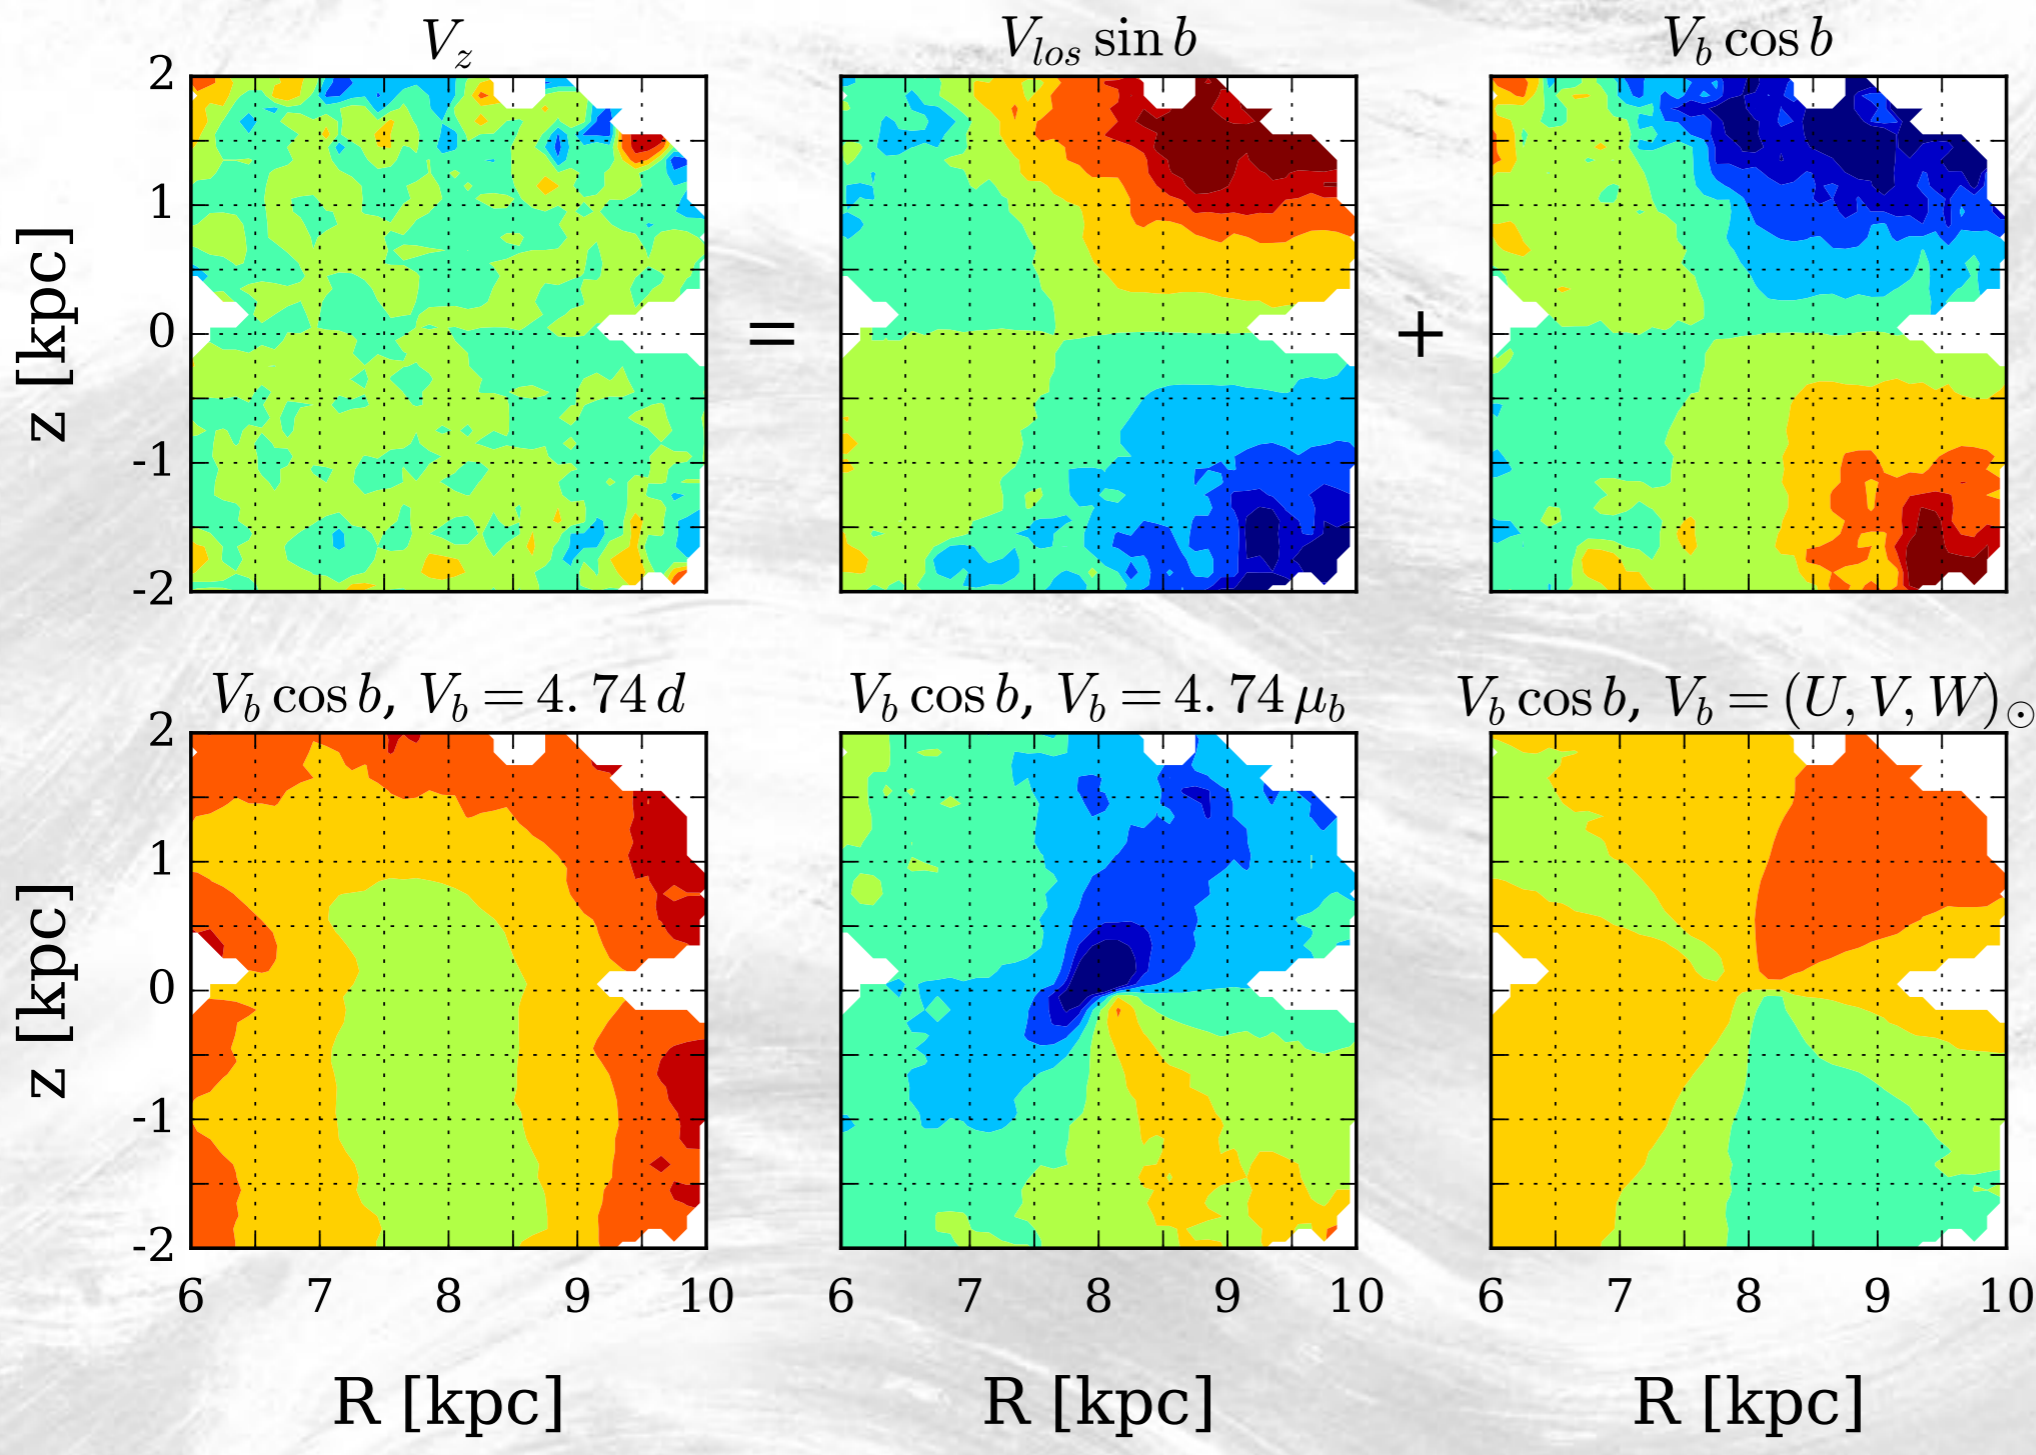 V_z
V_los sin b
V_b cos b
2
1
0
-1
-2
z [kpc]
=
+
V_b cos b, V_b = 4.74 d
V_b cos b, V_b = 4.74 μ_b
V_b cos b, V_b = (U, V, W)_⊙
2
1
0
-1
-2
z [kpc]
6 7 8 9 10
6 7 8 9 10
6 7 8 9 10
R [kpc]
R [kpc]
R [kpc]